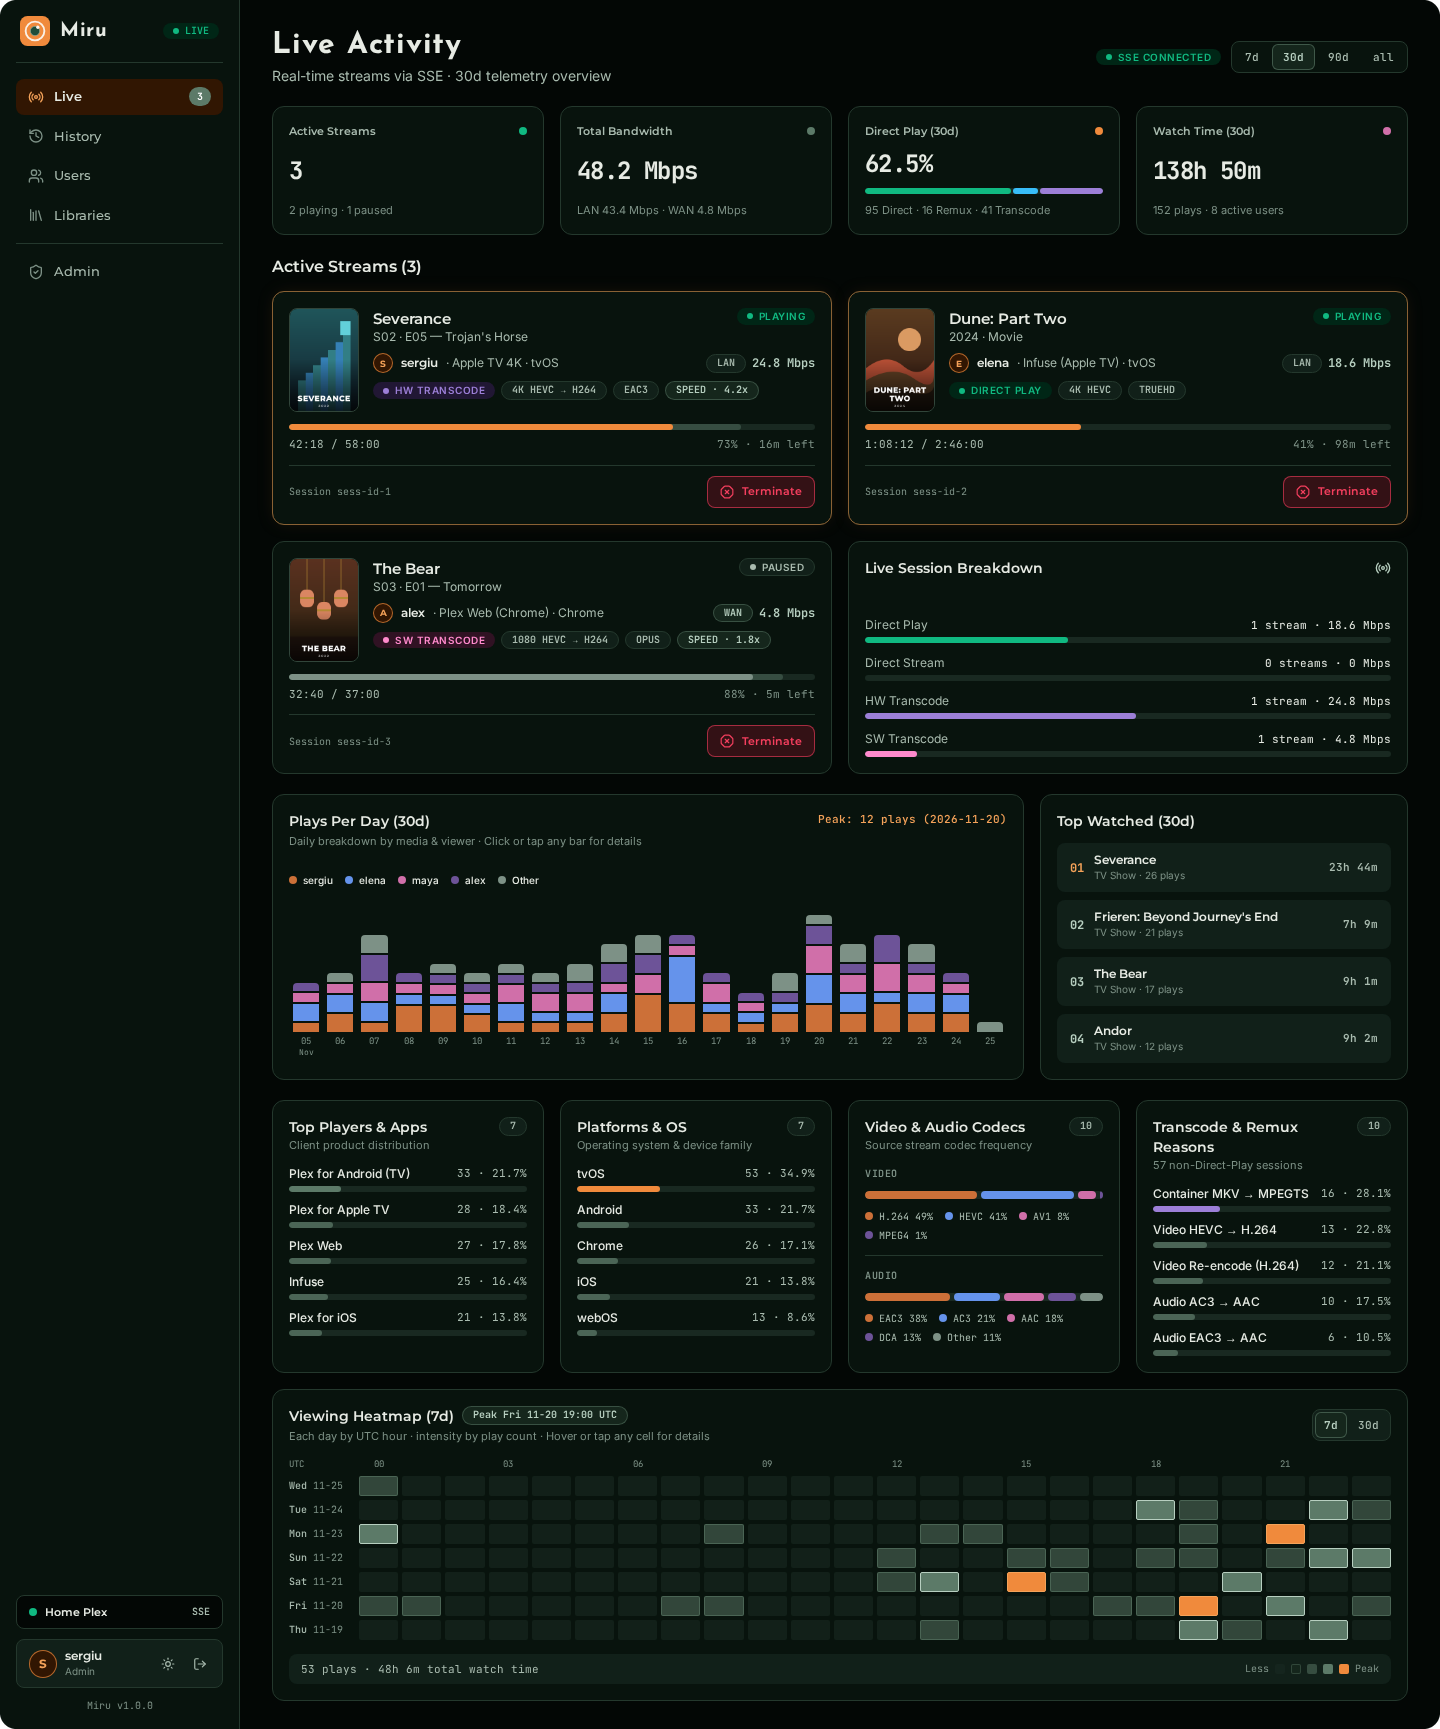 Miru
LIVE
Live
3
History
Users
Libraries
Admin
Home Plex
SSE
S
sergiu
Admin
Miru v1.0.0
Live Activity
Real-time streams via SSE · 30d telemetry overview
SSE CONNECTED
7d 30d 90d all
Active Streams
3
2 playing · 1 paused
Total Bandwidth
48.2 Mbps
LAN 43.4 Mbps · WAN 4.8 Mbps
Direct Play (30d)
62.5%
95 Direct · 16 Remux · 41 Transcode
Watch Time (30d)
138h 50m
152 plays · 8 active users
Active Streams (3)
SEVERANCE
Severance
PLAYING
S02 · E05 — Trojan's Horse
S sergiu · Apple TV 4K · tvOS
LAN 24.8 Mbps
HW TRANSCODE 4K HEVC → H264 EAC3 SPEED · 4.2x
42:18 / 58:00
73% · 16m left
Session sess-id-1
Terminate
DUNE: PART
TWO
Dune: Part Two
PLAYING
2024 · Movie
E elena · Infuse (Apple TV) · tvOS
LAN 18.6 Mbps
DIRECT PLAY 4K HEVC TRUEHD
1:08:12 / 2:46:00
41% · 98m left
Session sess-id-2
Terminate
THE BEAR
The Bear
PAUSED
S03 · E01 — Tomorrow
A alex · Plex Web (Chrome) · Chrome
WAN 4.8 Mbps
SW TRANSCODE 1080 HEVC → H264 OPUS SPEED · 1.8x
32:40 / 37:00
88% · 5m left
Session sess-id-3
Terminate
Live Session Breakdown
Direct Play 1 stream · 18.6 Mbps
Direct Stream 0 streams · 0 Mbps
HW Transcode 1 stream · 24.8 Mbps
SW Transcode 1 stream · 4.8 Mbps
Plays Per Day (30d)
Peak: 12 plays (2026-11-20)
Daily breakdown by media & viewer · Click or tap any bar for details
sergiu elena maya alex Other
05 06 07 08 09 10 11 12 13 14 15 16 17 18 19 20 21 22 23 24 25
Nov
Top Watched (30d)
01 Severance 23h 44m
TV Show · 26 plays
02 Frieren: Beyond Journey's End 7h 9m
TV Show · 21 plays
03 The Bear 9h 1m
TV Show · 17 plays
04 Andor 9h 2m
TV Show · 12 plays
Top Players & Apps 7
Client product distribution
Plex for Android (TV) 33 · 21.7%
Plex for Apple TV 28 · 18.4%
Plex Web 27 · 17.8%
Infuse 25 · 16.4%
Plex for iOS 21 · 13.8%
Platforms & OS 7
Operating system & device family
tvOS 53 · 34.9%
Android 33 · 21.7%
Chrome 26 · 17.1%
iOS 21 · 13.8%
webOS 13 · 8.6%
Video & Audio Codecs 10
Source stream codec frequency
VIDEO
H.264 49% HEVC 41% AV1 8%
MPEG4 1%
AUDIO
EAC3 38% AC3 21% AAC 18%
DCA 13% Other 11%
Transcode & Remux 10
Reasons
57 non-Direct-Play sessions
Container MKV → MPEGTS 16 · 28.1%
Video HEVC → H.264 13 · 22.8%
Video Re-encode (H.264) 12 · 21.1%
Audio AC3 → AAC 10 · 17.5%
Audio EAC3 → AAC 6 · 10.5%
Viewing Heatmap (7d) Peak Fri 11-20 19:00 UTC
7d 30d
Each day by UTC hour · intensity by play count · Hover or tap any cell for details
UTC 00 03 06 09 12 15 18 21
Wed 11-25
Tue 11-24
Mon 11-23
Sun 11-22
Sat 11-21
Fri 11-20
Thu 11-19
53 plays · 48h 6m total watch time
Less Peak